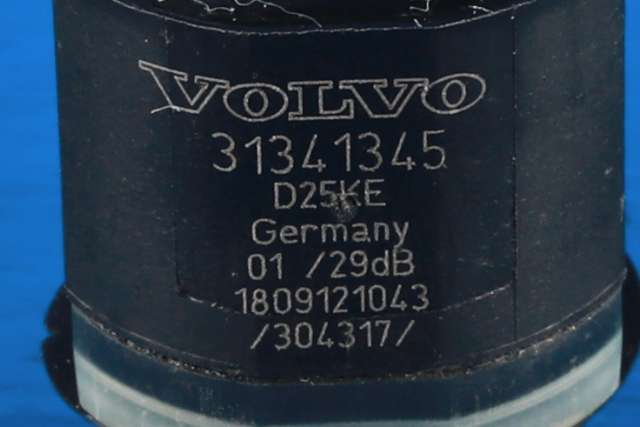 VOLVO
31341345
D25KE
Germany
01 /29dB
1809121043
/304317/